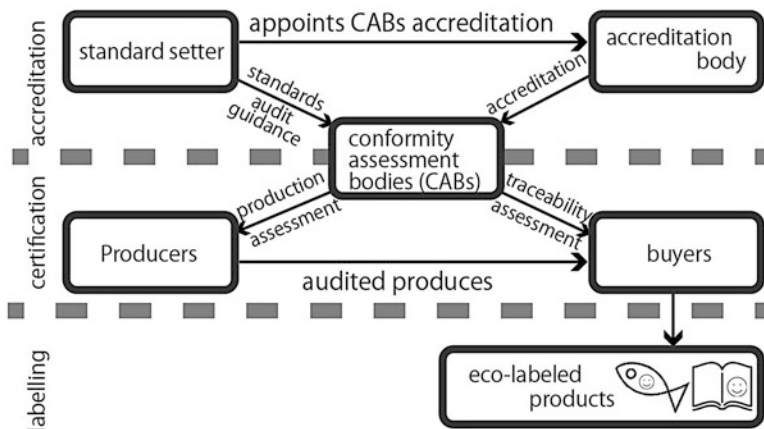 appoints CABs accreditation
standard setter
accreditation
body
accreditation
standards
audit
guidance
accreditation
conformity
assessment
bodies (CABs)
certification
production
assessment
traceability
assessment
Producers
buyers
audited produces
labelling
eco-labeled
products